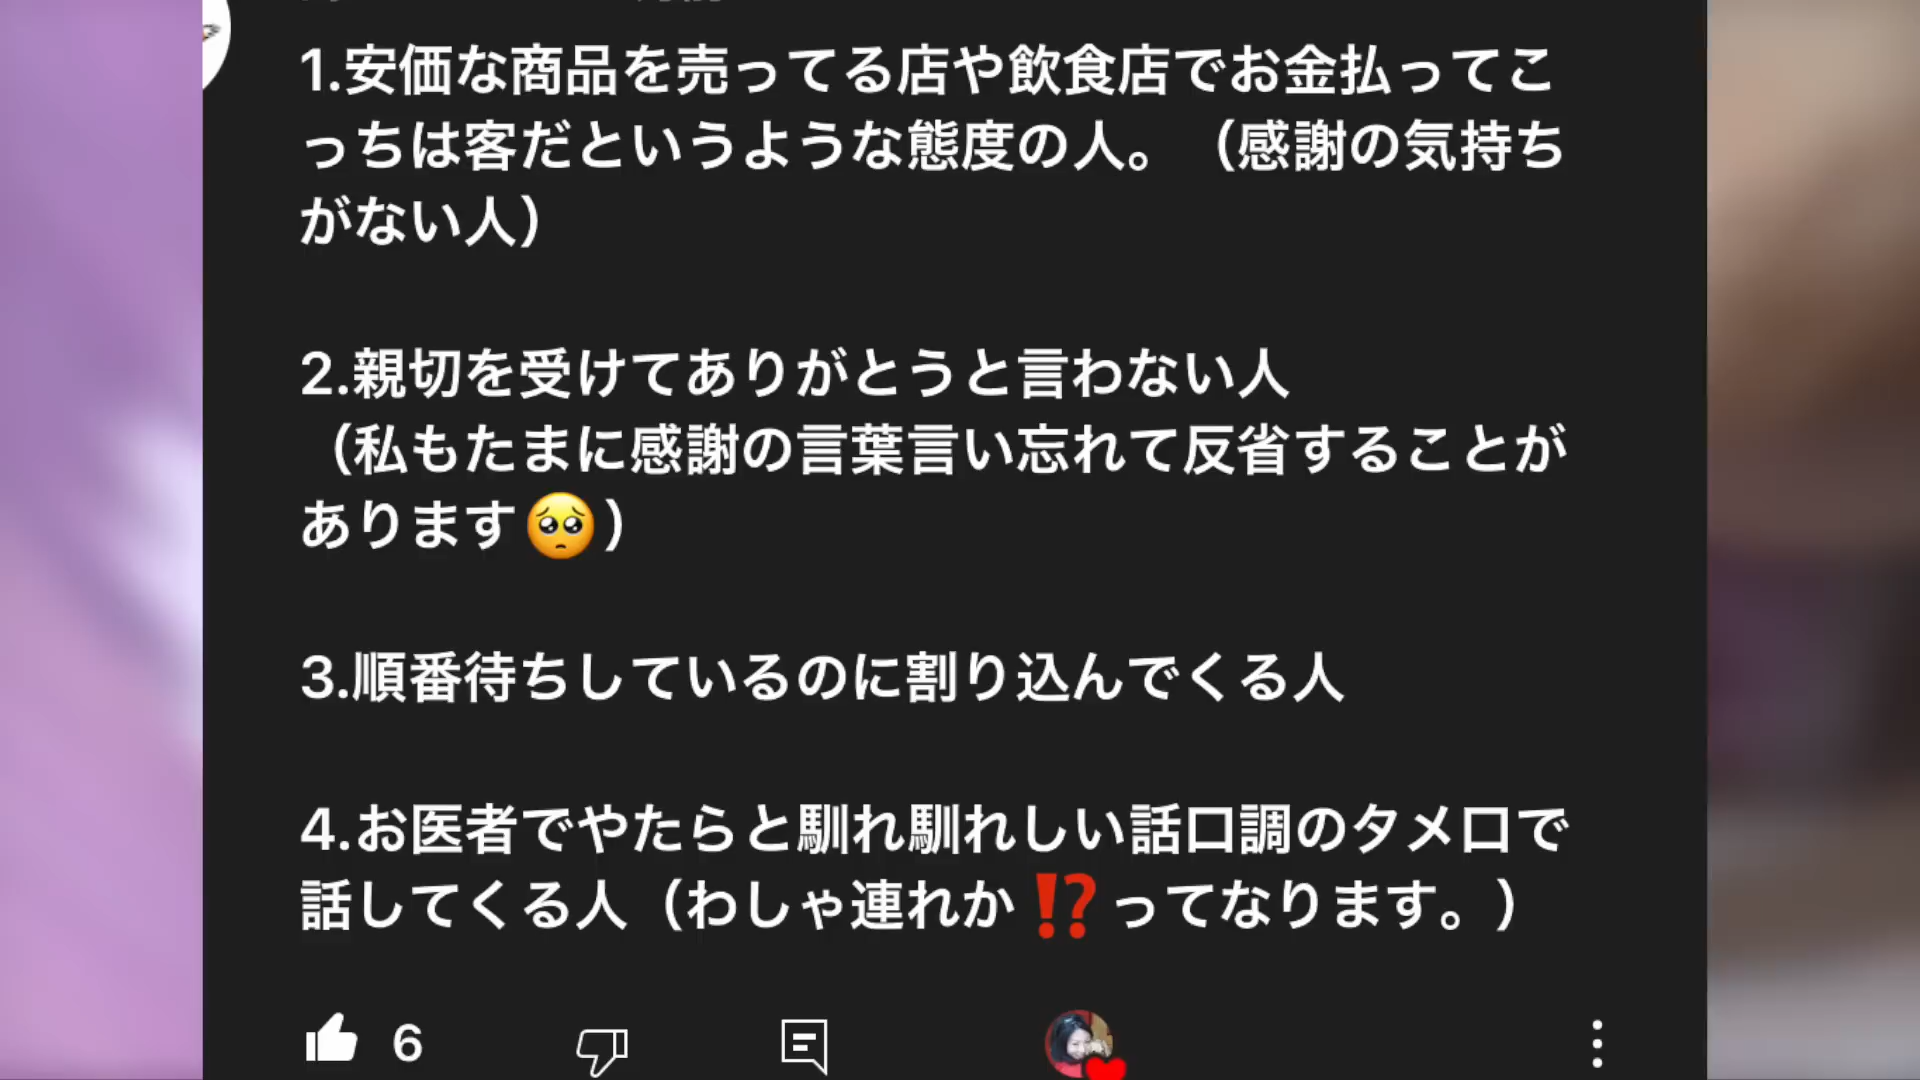 1.安価な商品を売ってる店や飲食店でお金払ってこ
っちは客だというような態度の人。（感謝の気持ち
がない人）
2.親切を受けてありがとうと言わない人
（私もたまに感謝の言葉言い忘れて反省することが
あります🥺）
3.順番待ちしているのに割り込んでくる人
4.お医者でやたらと馴れ馴れしい話口調のタメ口で
話してくる人（わしゃ連れか⁉️ってなります。）
6